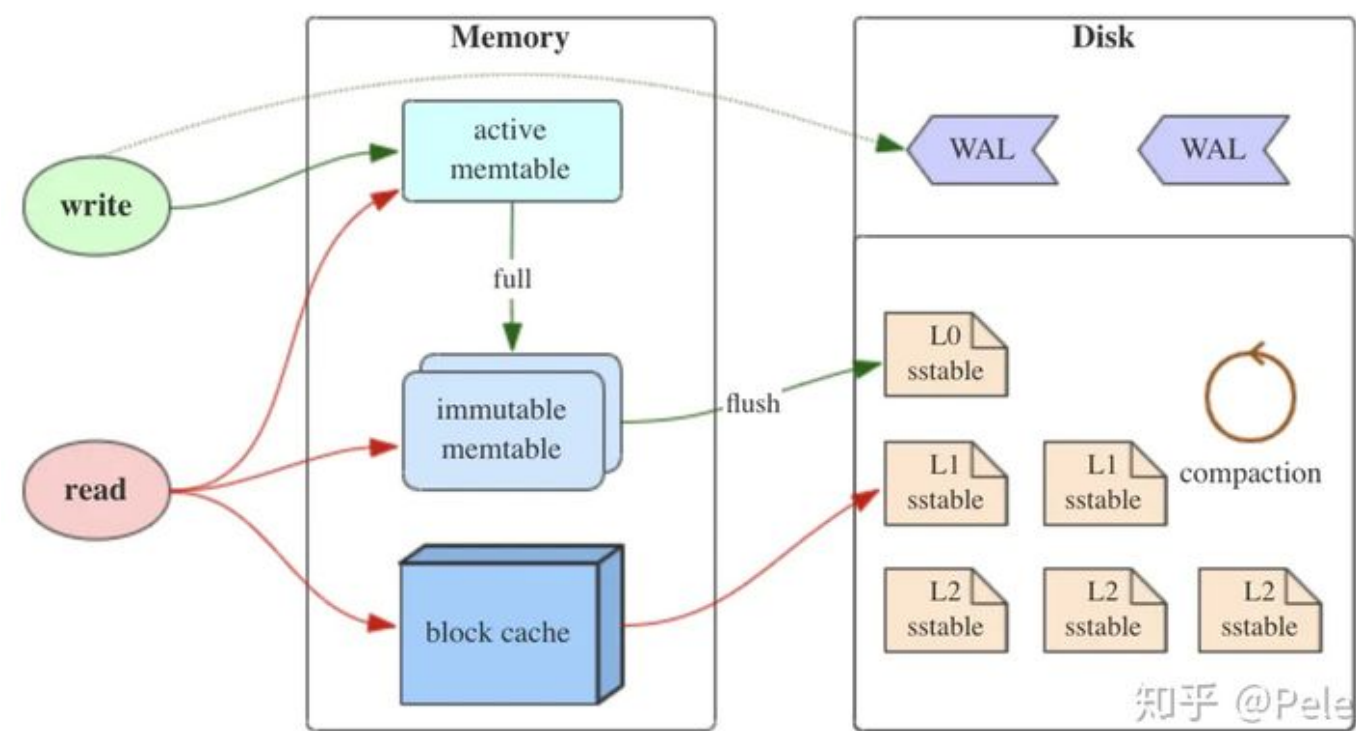 Memory
Disk
active
memtable
WAL
WAL
write
full
L0
sstable
immutable
memtable
flush
L1
sstable
L1
sstable
compaction
read
block cache
L2
sstable
L2
sstable
L2
sstable
知乎 @Pele